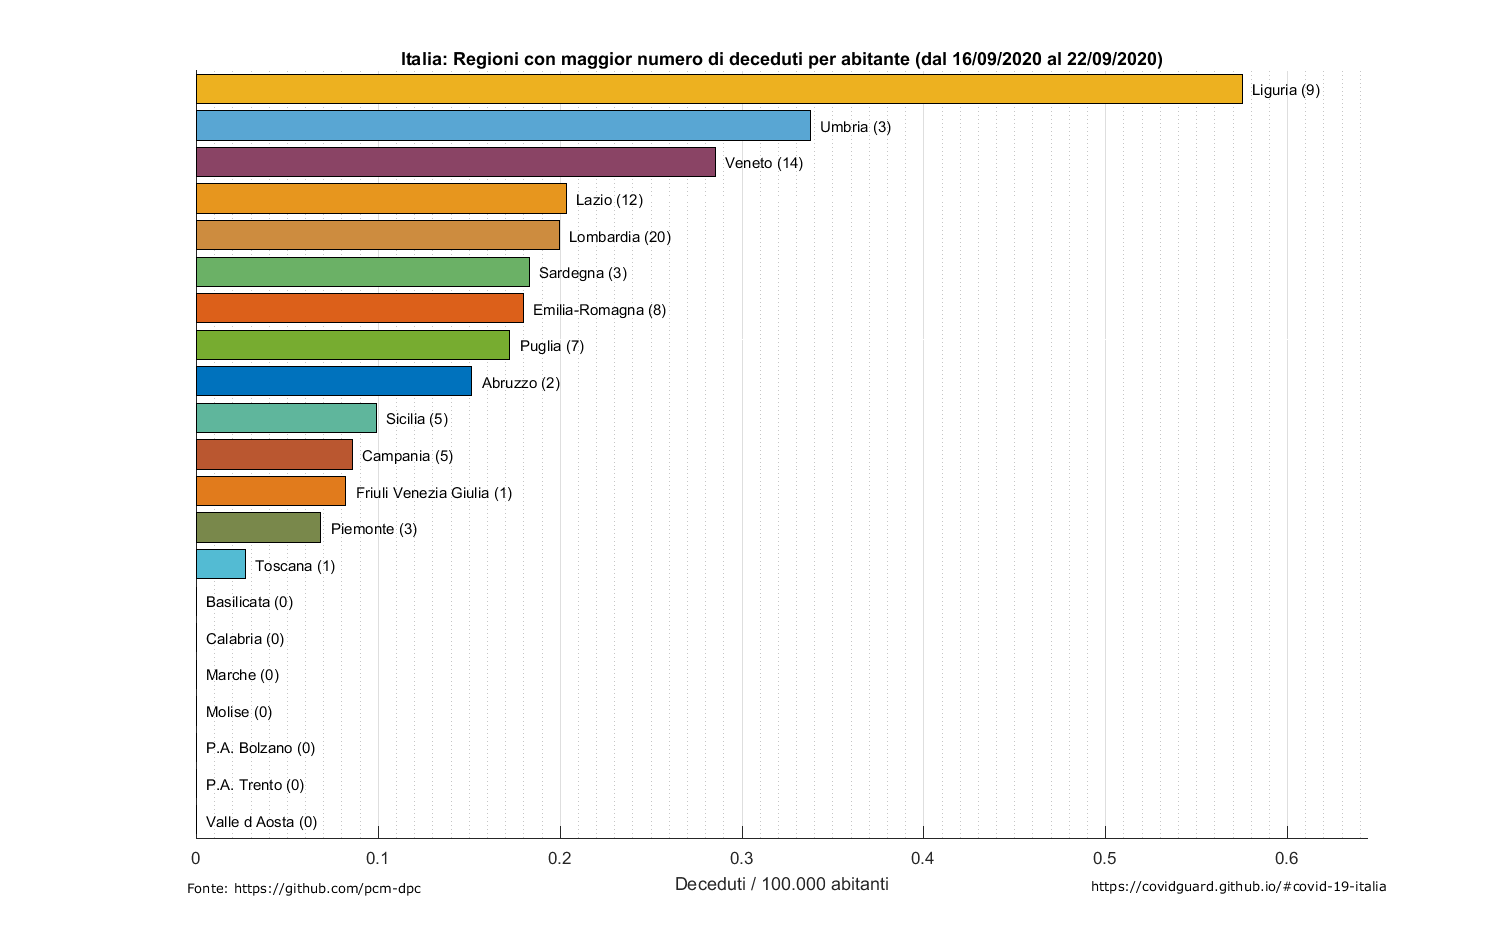 Italia: Regioni con maggior numero di deceduti per abitante (dal 16/09/2020 al 22/09/2020)
Liguria (9)
Umbria (3)
Veneto (14)
Lazio (12)
Lombardia (20)
Sardegna (3)
Emilia-Romagna (8)
Puglia (7)
Abruzzo (2)
Sicilia (5)
Campania (5)
Friuli Venezia Giulia (1)
Piemonte (3)
Toscana (1)
Basilicata (0)
Calabria (0)
Marche (0)
Molise (0)
P.A. Bolzano (0)
P.A. Trento (0)
Valle d Aosta (0)
0 0.1 0.2 0.3 0.4 0.5 0.6
Deceduti / 100.000 abitanti
Fonte: https://github.com/pcm-dpc
https://covidguard.github.io/#covid-19-italia